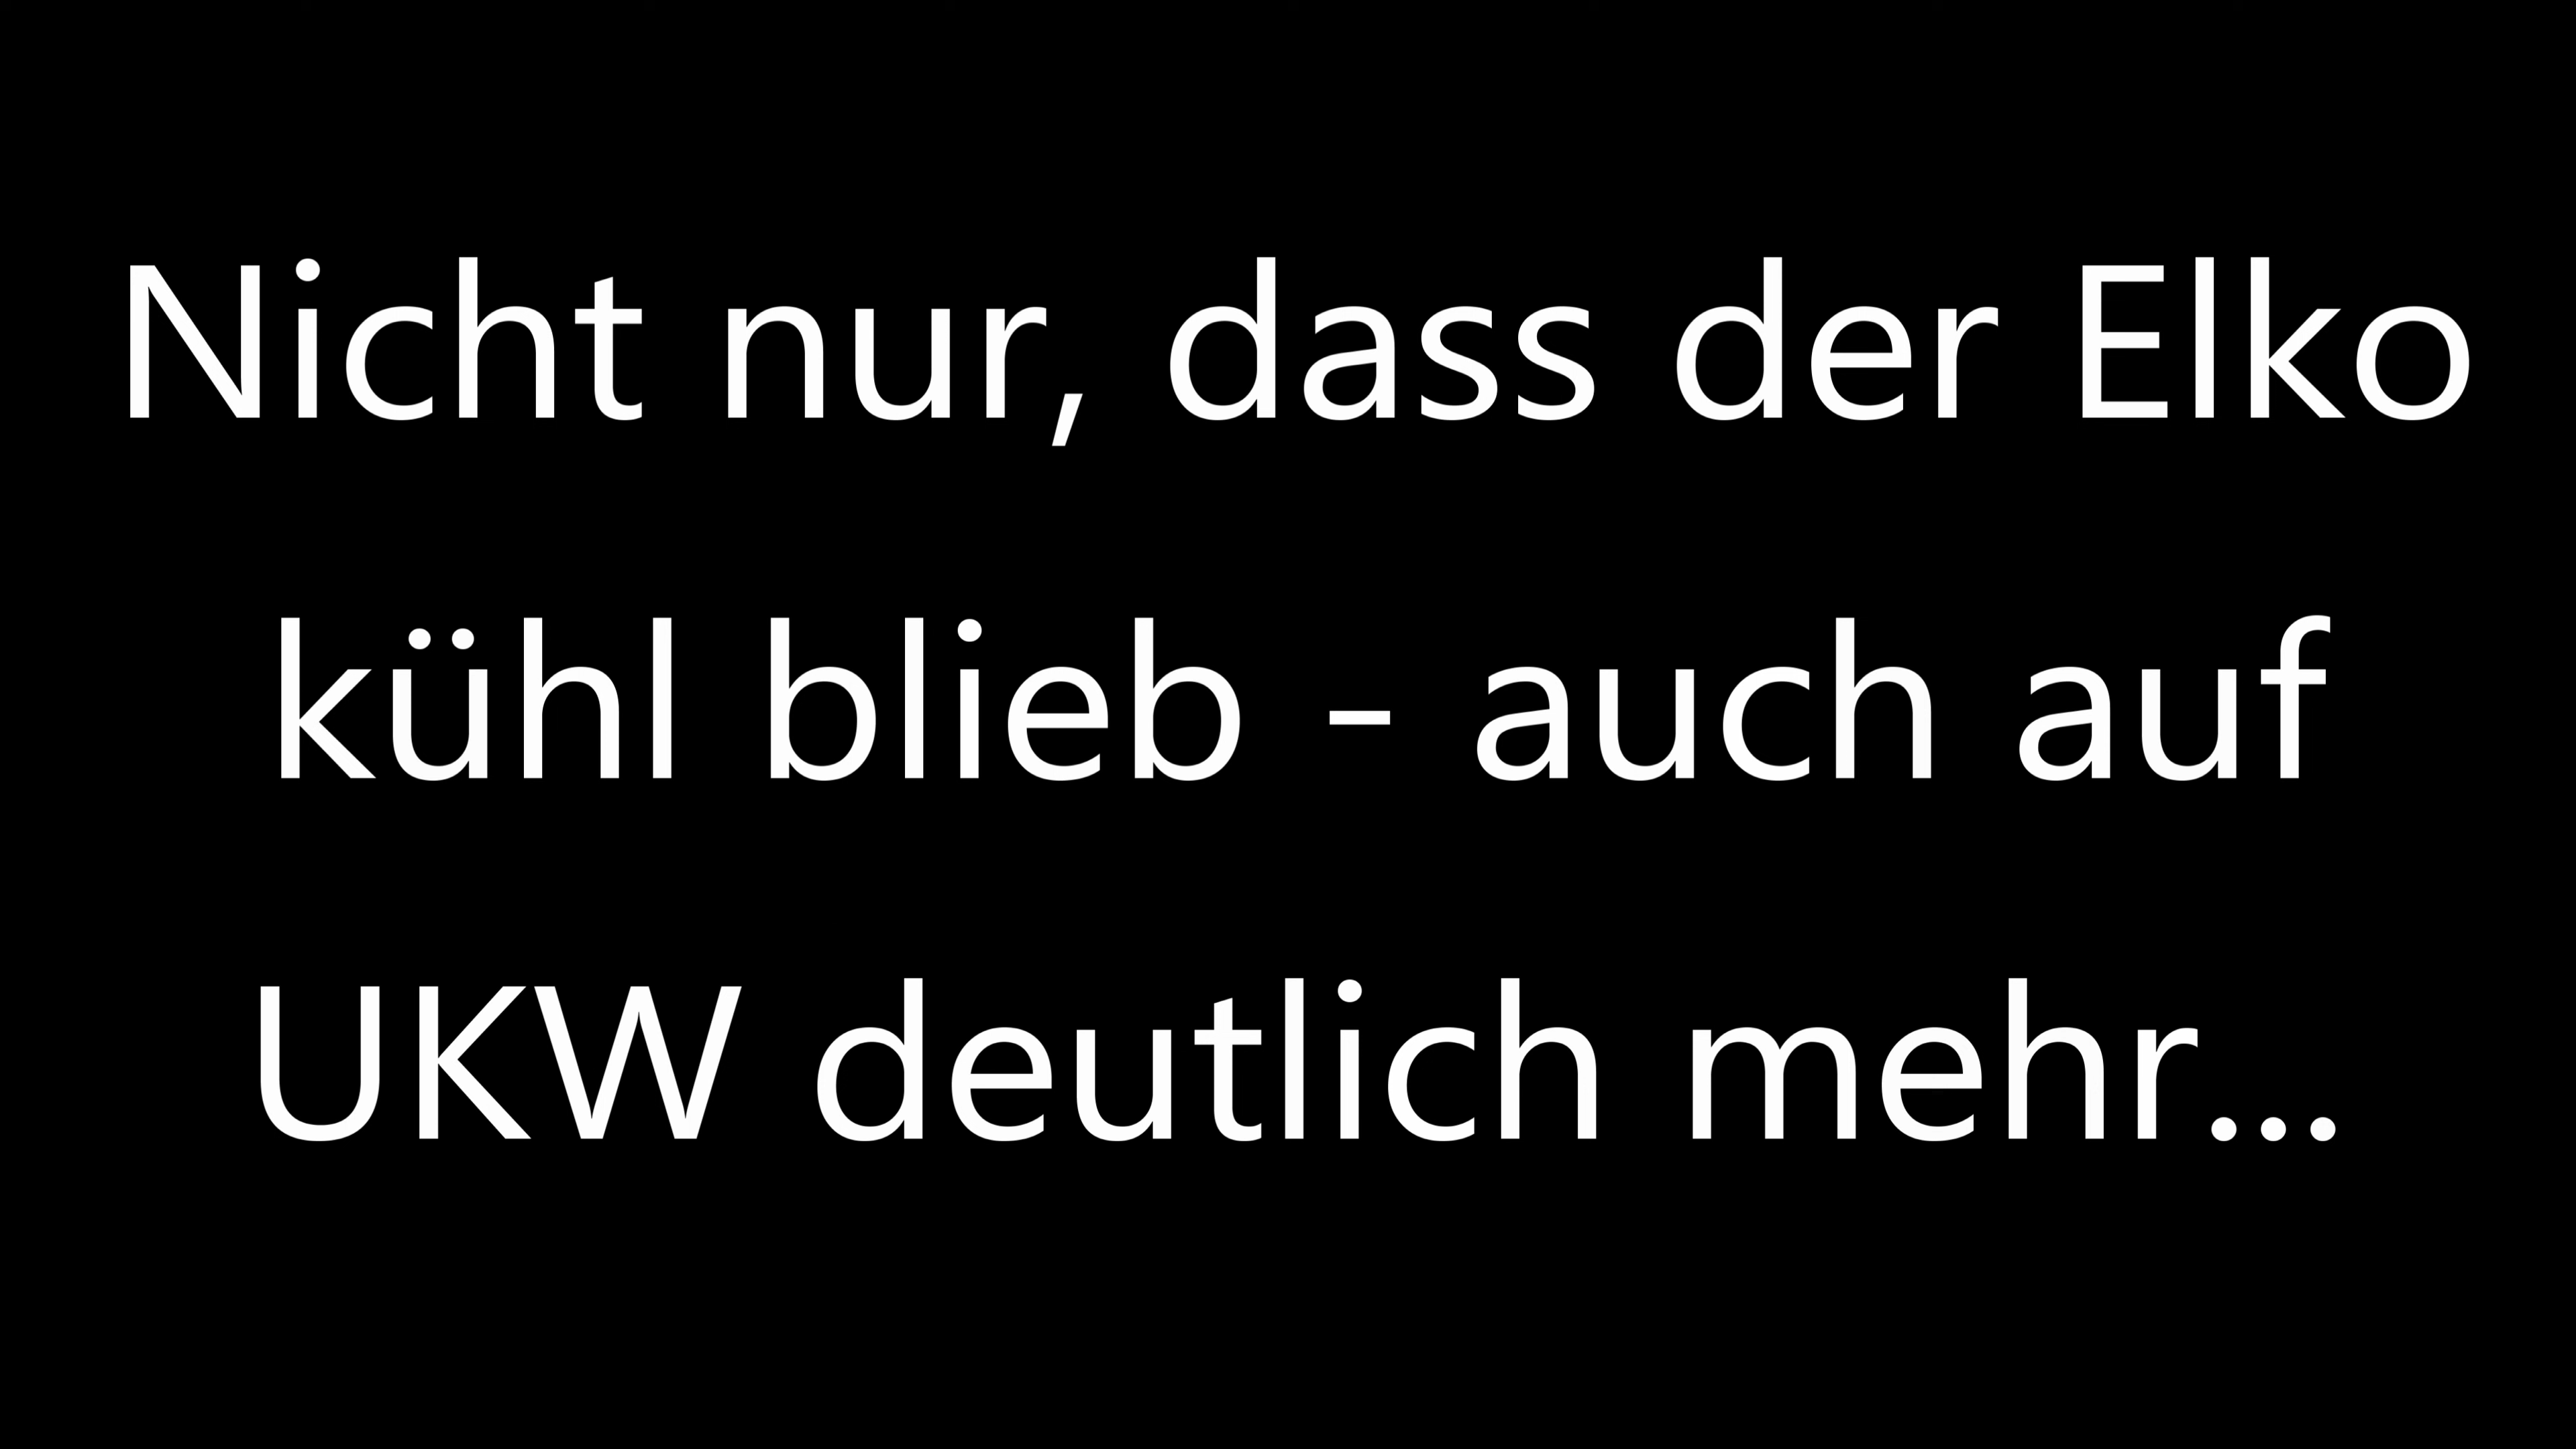 Nicht nur, dass der Elko
kühl blieb - auch auf
UKW deutlich mehr...